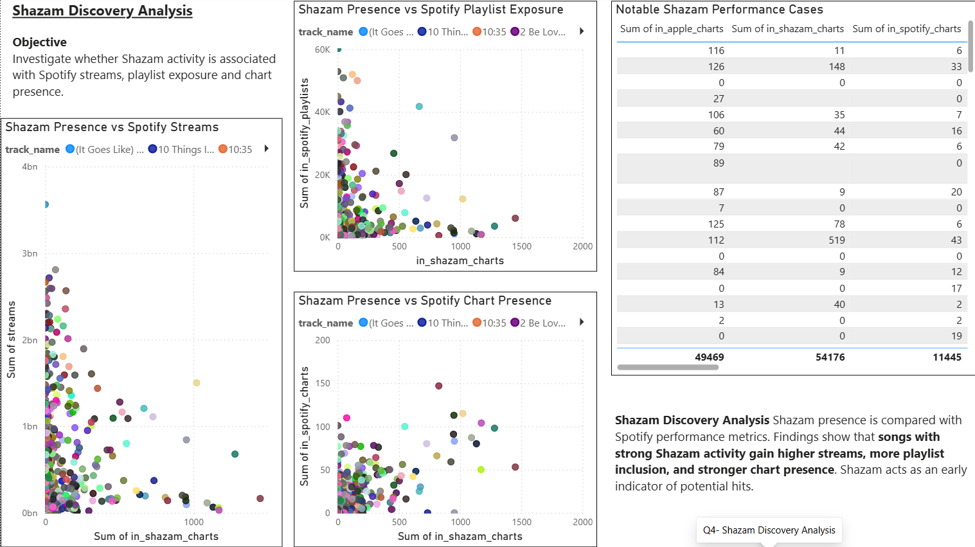 Shazam Discovery Analysis
Objective
Investigate whether Shazam activity is associated
with Spotify streams, playlist exposure and chart
presence.
Shazam Presence vs Spotify Streams
track_name (It Goes Like) ... 10 Things I... 10:35
Sum of streams
4bn
3bn
2bn
1bn
0bn
0 1000
Sum of in_shazam_charts
Shazam Presence vs Spotify Playlist Exposure
track_name (It Goes ... 10 Thin... 10:35 2 Be Lov...
Sum of in_spotify_playlists
60K
40K
20K
0K
0 500 1000 1500 2000
in_shazam_charts
Shazam Presence vs Spotify Chart Presence
track_name (It Goes ... 10 Thin... 10:35 2 Be Lov...
Sum of in_spotify_charts
200
150
100
50
0
0 500 1000 1500 2000
Sum of in_shazam_charts
Notable Shazam Performance Cases
Sum of in_apple_charts Sum of in_shazam_charts Sum of in_spotify_charts
116 11 6
126 148 33
0 0 0
27 0
106 35 7
60 44 16
79 42 6
89 0
87 9 20
7 0 0
125 78 6
112 519 43
0 0 0
84 9 12
0 0 17
13 40 2
2 0 2
0 0 19
49469 54176 11445
Shazam Discovery Analysis Shazam presence is compared with
Spotify performance metrics. Findings show that songs with
strong Shazam activity gain higher streams, more playlist
inclusion, and stronger chart presence. Shazam acts as an early
indicator of potential hits.
Q4- Shazam Discovery Analysis